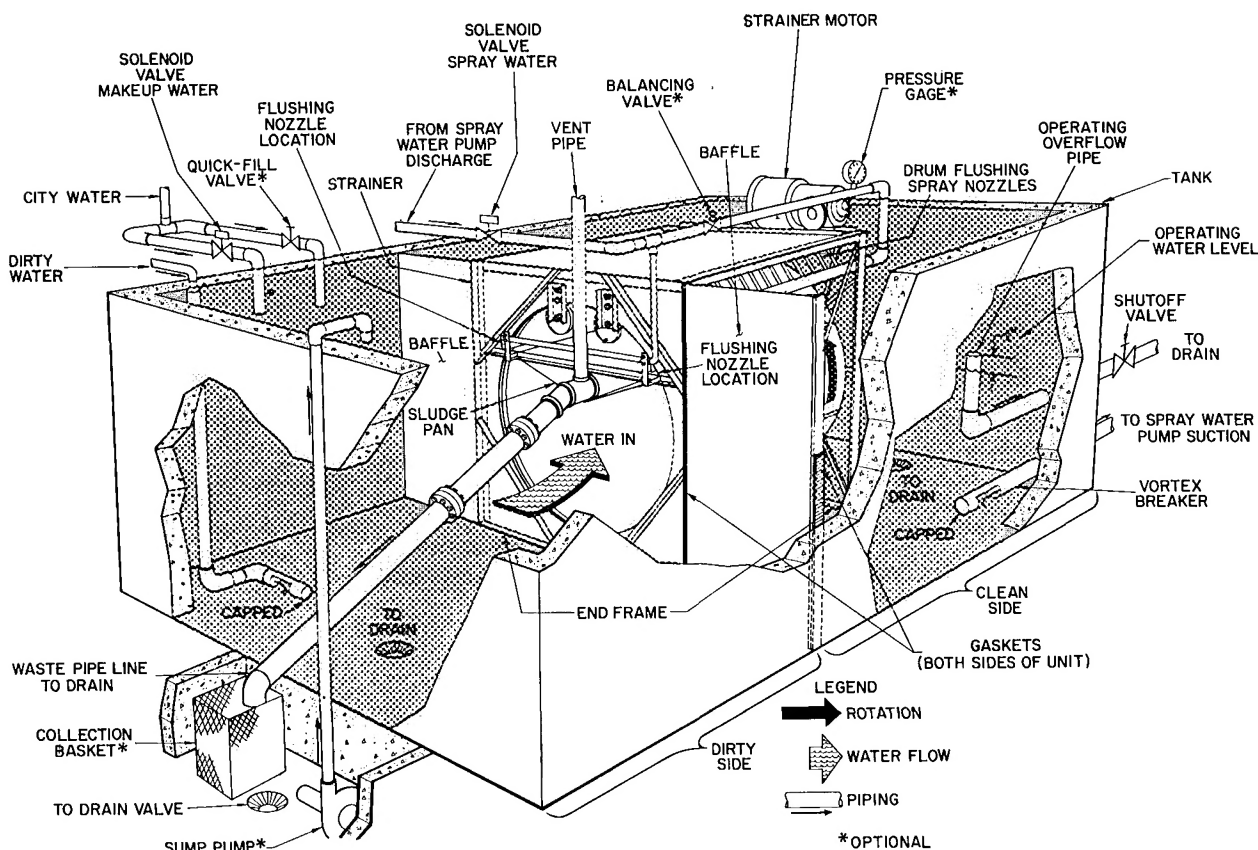 STRAINER MOTOR
SOLENOID
VALVE
SPRAY WATER
SOLENOID
VALVE
MAKEUP WATER
FLUSHING
NOZZLE
LOCATION
BALANCING
VALVE*
PRESSURE
GAGE*
FROM SPRAY
WATER PUMP
DISCHARGE
VENT
PIPE
BAFFLE
OPERATING
OVERFLOW
PIPE
QUICK-FILL
VALVE*
STRAINER
DRUM FLUSHING
SPRAY NOZZLES
TANK
CITY WATER
OPERATING
WATER LEVEL
DIRTY
WATER
SHUTOFF
VALVE
TO
DRAIN
BAFFLE
FLUSHING
NOZZLE
LOCATION
SLUDGE
PAN
WATER IN
TO SPRAY WATER
PUMP SUCTION
TO
DRAIN
VORTEX
BREAKER
CAPPED
CAPPED
TO
DRAIN
END FRAME
CLEAN
SIDE
GASKETS
(BOTH SIDES OF UNIT)
WASTE PIPE LINE
TO DRAIN
LEGEND
ROTATION
COLLECTION
BASKET*
DIRTY
SIDE
WATER FLOW
TO DRAIN VALVE
PIPING
SUMP PUMP*
*OPTIONAL